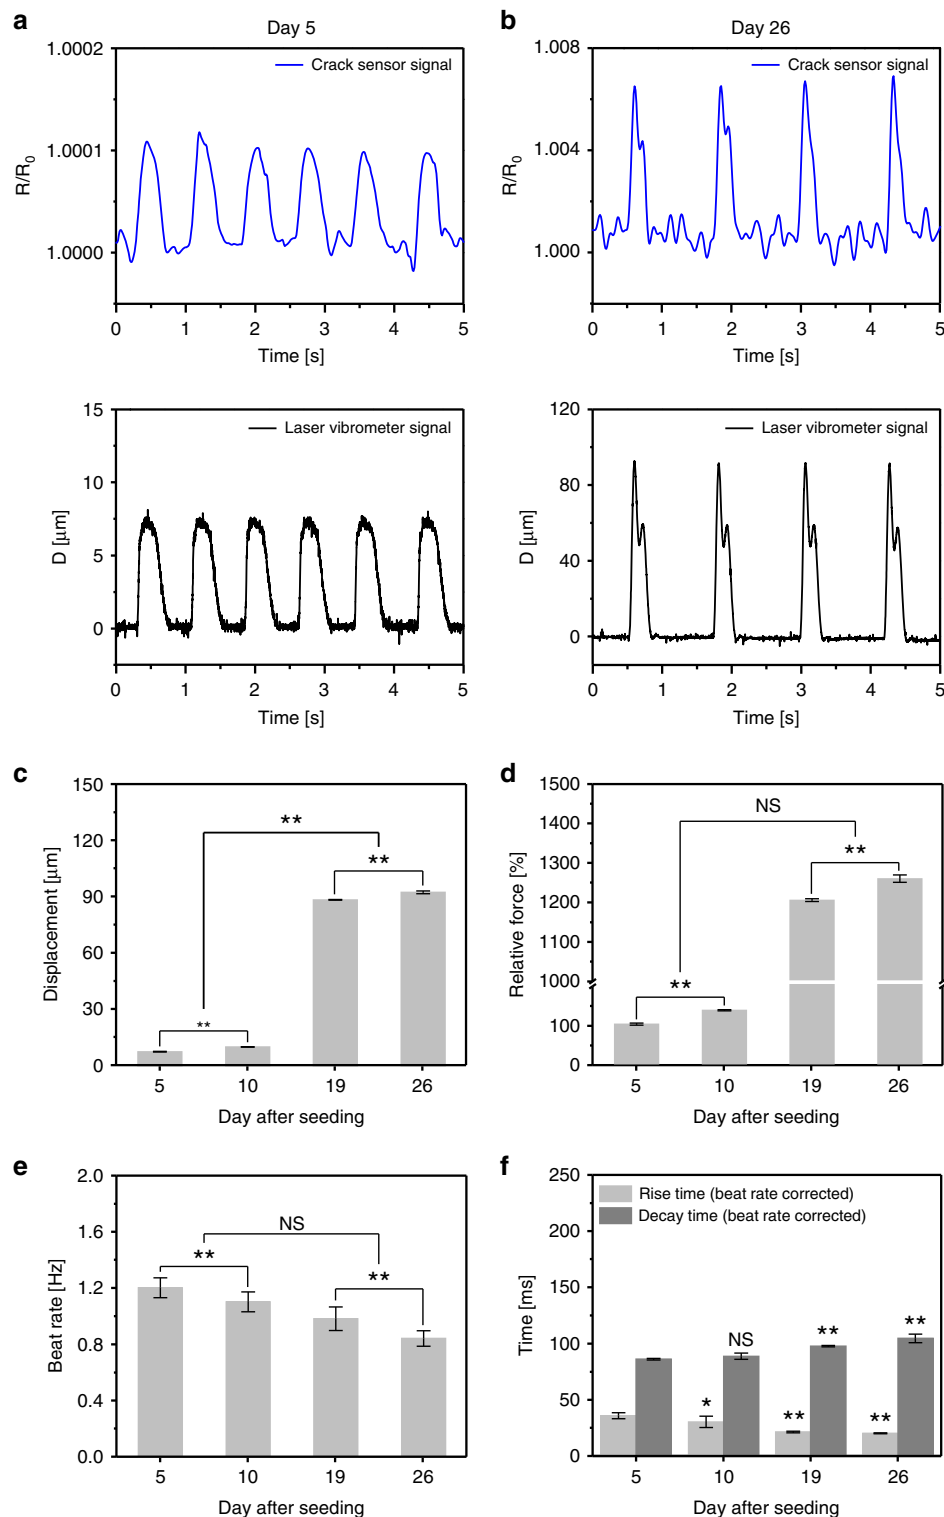 a
Day 5
1.0002
1.0001
1.0000
R/R0
Crack sensor signal
0 1 2 3 4 5
Time [s]
15
10
5
0
D [μm]
Laser vibrometer signal
0 1 2 3 4 5
Time [s]
b
Day 26
1.008
1.004
1.000
R/R0
Crack sensor signal
0 1 2 3 4 5
Time [s]
120
80
40
0
D [μm]
Laser vibrometer signal
0 1 2 3 4 5
Time [s]
c
150
120
90
60
30
0
Displacement [μm]
**
**
**
5 10 19 26
Day after seeding
d
1500
1400
1300
1200
1100
1000
100
0
Relative force [%]
NS
**
**
5 10 19 26
Day after seeding
e
2.0
1.6
1.2
0.8
0.4
0.0
Beat rate [Hz]
NS
**
**
5 10 19 26
Day after seeding
f
250
200
150
100
50
0
Time [ms]
Rise time (beat rate corrected)
Decay time (beat rate corrected)
NS ** **
* ** **
5 10 19 26
Day after seeding